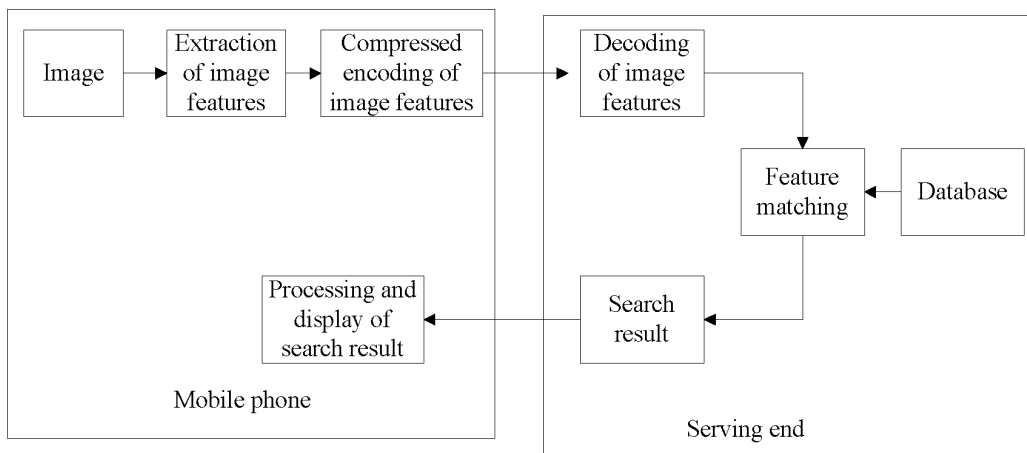 Image
Extraction
of image
features
Compressed
encoding of
image features
Decoding
of image
features
Feature
matching
Database
Search
result
Processing and
display of
search result
Mobile phone
Serving end